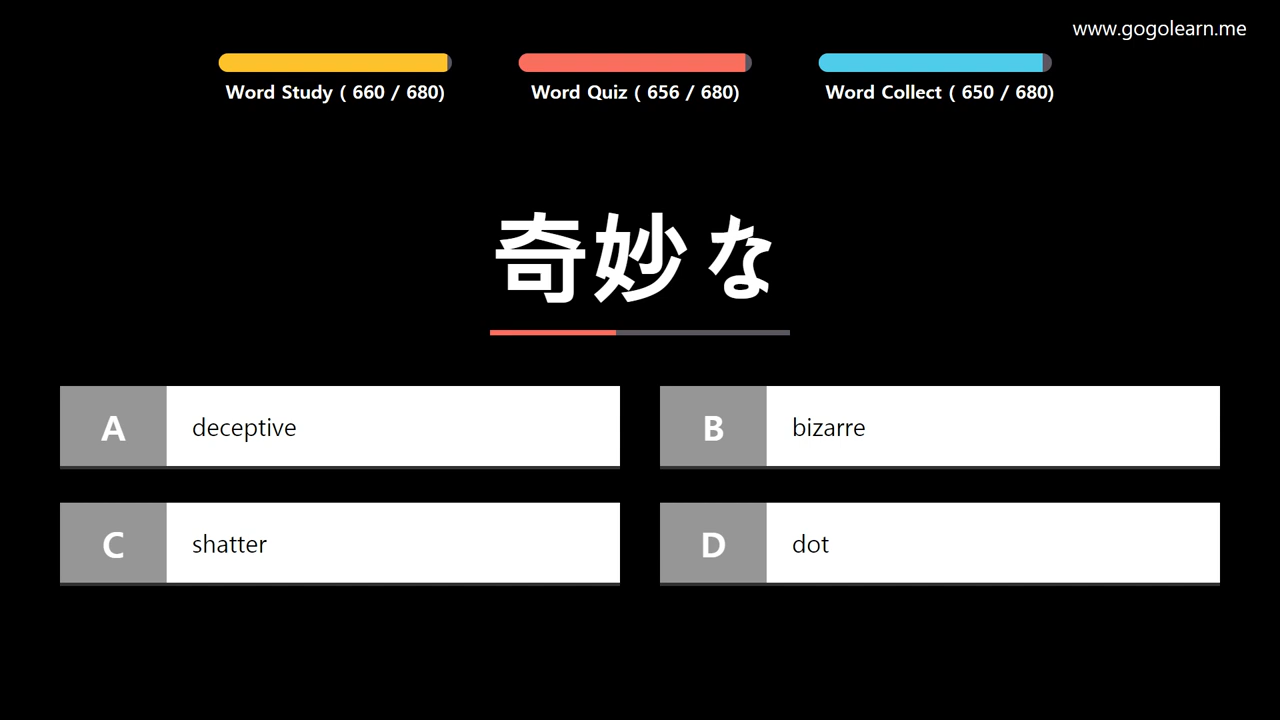 www.gogolearn.me
Word Study ( 660 / 680)
Word Quiz ( 656 / 680)
Word Collect ( 650 / 680)
奇妙な
A deceptive
B bizarre
C shatter
D dot